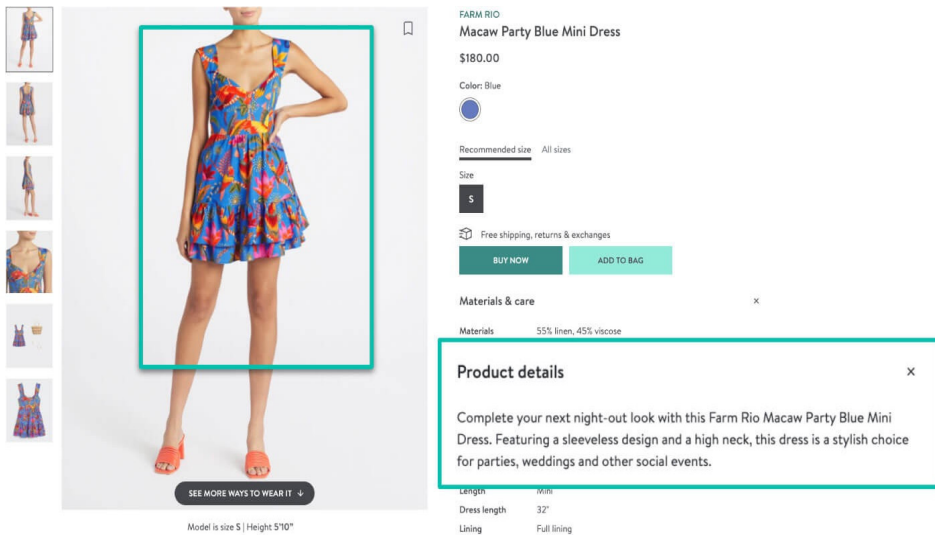 FARM RIO
Macaw Party Blue Mini Dress
$180.00
Color: Blue
Recommended size All sizes
Size
S
Free shipping, returns & exchanges
BUY NOW ADD TO BAG
Materials & care
Materials 55% linen, 45% viscose
Product details
Complete your next night-out look with this Farm Rio Macaw Party Blue Mini
Dress. Featuring a sleeveless design and a high neck, this dress is a stylish choice
for parties, weddings and other social events.
Length Mini
Dress length 32"
Lining Full lining
SEE MORE WAYS TO WEAR IT
Model is size S | Height 5'10"